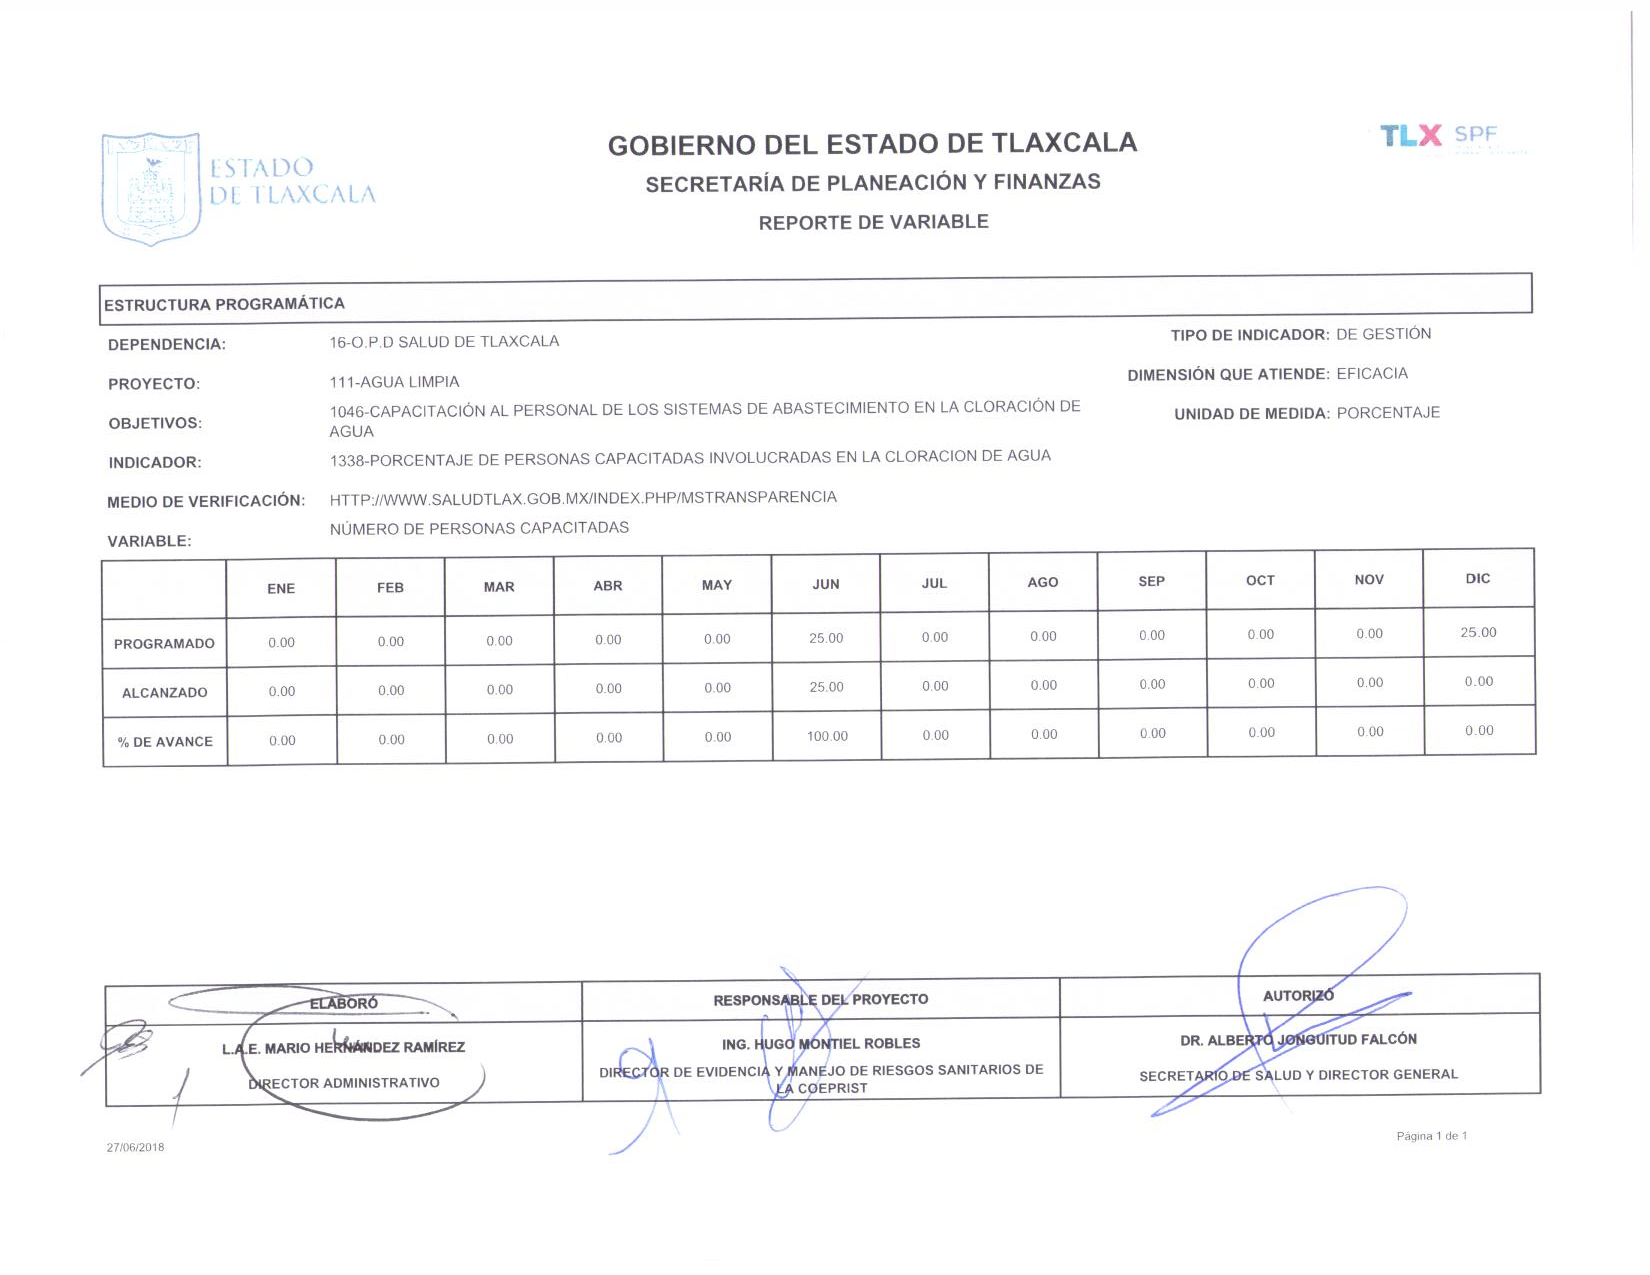 ESTADO
DE TLAXCALA
GOBIERNO DEL ESTADO DE TLAXCALA
SECRETARÍA DE PLANEACIÓN Y FINANZAS
REPORTE DE VARIABLE
TLX SPF
ESTRUCTURA PROGRAMÁTICA
DEPENDENCIA: 16-O.P.D SALUD DE TLAXCALA TIPO DE INDICADOR: DE GESTIÓN
PROYECTO: 111-AGUA LIMPIA DIMENSIÓN QUE ATIENDE: EFICACIA
OBJETIVOS: 1046-CAPACITACIÓN AL PERSONAL DE LOS SISTEMAS DE ABASTECIMIENTO EN LA CLORACIÓN DE
AGUA UNIDAD DE MEDIDA: PORCENTAJE
INDICADOR: 1338-PORCENTAJE DE PERSONAS CAPACITADAS INVOLUCRADAS EN LA CLORACION DE AGUA
MEDIO DE VERIFICACIÓN: HTTP://WWW.SALUDTLAX.GOB.MX/INDEX.PHP/MSTRANSPARENCIA
VARIABLE: NÚMERO DE PERSONAS CAPACITADAS
ENE FEB MAR ABR MAY JUN JUL AGO SEP OCT NOV DIC
PROGRAMADO 0.00 0.00 0.00 0.00 0.00 25.00 0.00 0.00 0.00 0.00 0.00 25.00
ALCANZADO 0.00 0.00 0.00 0.00 0.00 25.00 0.00 0.00 0.00 0.00 0.00 0.00
% DE AVANCE 0.00 0.00 0.00 0.00 0.00 100.00 0.00 0.00 0.00 0.00 0.00 0.00
ELABORÓ RESPONSABLE DEL PROYECTO AUTORIZÓ
L.A.E. MARIO HERNÁNDEZ RAMÍREZ ING. HUGO MONTIEL ROBLES DR. ALBERTO JONGUITUD FALCÓN
DIRECTOR ADMINISTRATIVO DIRECTOR DE EVIDENCIA Y MANEJO DE RIESGOS SANITARIOS DE SECRETARIO DE SALUD Y DIRECTOR GENERAL
LA COEPRIST
27/06/2018 Página 1 de 1